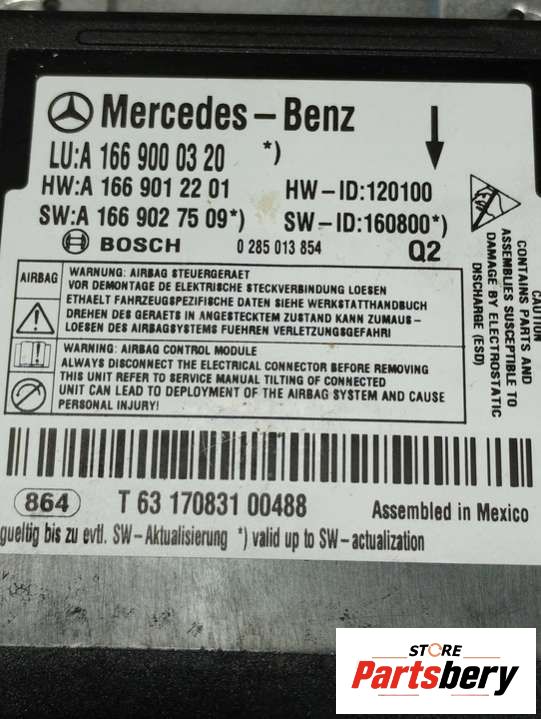 Mercedes-Benz
LU:A 166 900 03 20 *)
HW:A 166 901 22 01 HW-ID:120100
SW:A 166 902 75 09*) SW-ID:160800*)
BOSCH 0 285 013 854 Q2
AIRBAG
WARNUNG: AIRBAG STEUERGERAET
VOR DEMONTAGE DE ELEKTRISCHE STECKVERBINDUNG LOESEN
ETHAELT FAHRZEUGSPEZIFISCHE DATEN SIEHE WERKSTATTHANDBUCH
DREHEN DES GERAETS IN ANGESTECKTEM ZUSTAND KANN ZUMAUS-
LOESEN DES AIRBAGSYSTEMS FUEHREN VERLETZUNGSGEFAHR!
WARNING: AIRBAG CONTROL MODULE
ALWAYS DISCONNECT THE ELECTRICAL CONNECTOR BEFORE REMOVING
THIS UNIT REFER TO SERVICE MANUAL TILTING OF CONNECTED
UNIT CAN LEAD TO DEPLOYMENT OF THE AIRBAG SYSTEM AND CAUSE
PERSONAL INJURY!
CAUTION
CONTAINS PARTS AND
ASSEMBLIES SUSCEPTIBLE TO
DAMAGE BY ELECTROSTATIC
DISCHARGE (ESD)
864 T 63 170831 00488 Assembled in Mexico
gueltig bis zu evtl. SW-Aktualisierung *) valid up to SW-actualization
STORE
Partsbery